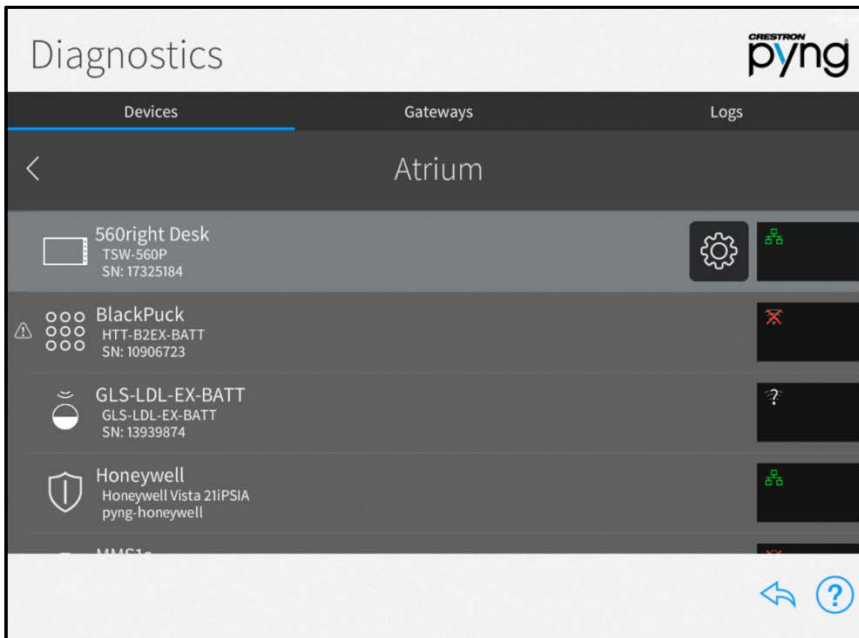 Diagnostics
CRESTRON
pyng
Devices
Gateways
Logs
Atrium
560right Desk
TSW-560P
SN: 17325184
BlackPuck
HTT-B2EX-BATT
SN: 10906723
GLS-LDL-EX-BATT
GLS-LDL-EX-BATT
SN: 13939874
?
Honeywell
Honeywell Vista 21iPSIA
pyng-honeywell
?